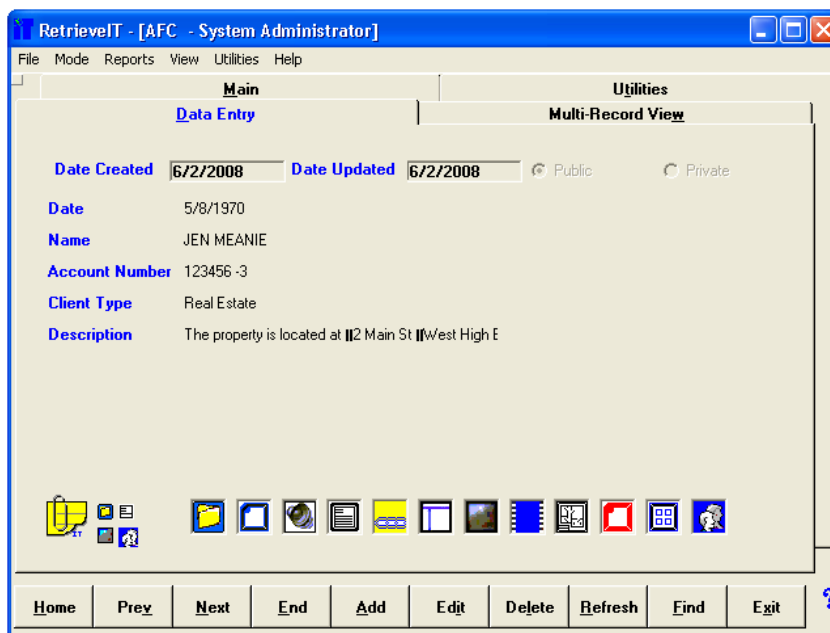 RetrieveIT - [AFC - System Administrator]
File Mode Reports View Utilities Help
Main Utilities
Data Entry Multi-Record View
Date Created 6/2/2008 Date Updated 6/2/2008 Public Private
Date 5/8/1970
Name JEN MEANIE
Account Number 123456 -3
Client Type Real Estate
Description The property is located at ||2 Main St ||West High E
IT
Home Prev Next End Add Edit Delete Refresh Find Exit